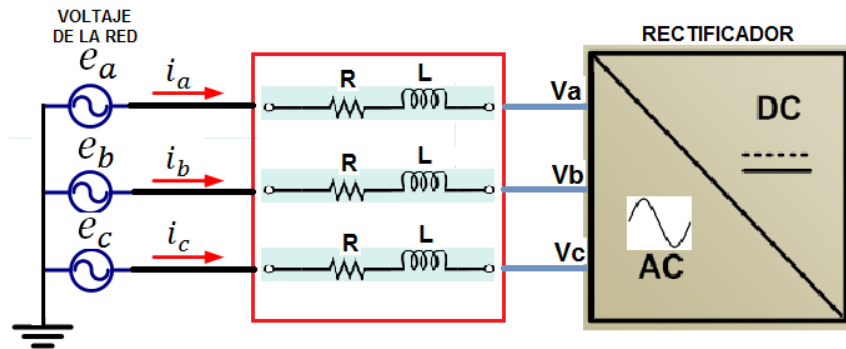 VOLTAJE
DE LA RED
RECTIFICADOR
e_a
i_a
R
L
Va
DC
e_b
i_b
R
L
Vb
e_c
i_c
R
L
Vc
AC